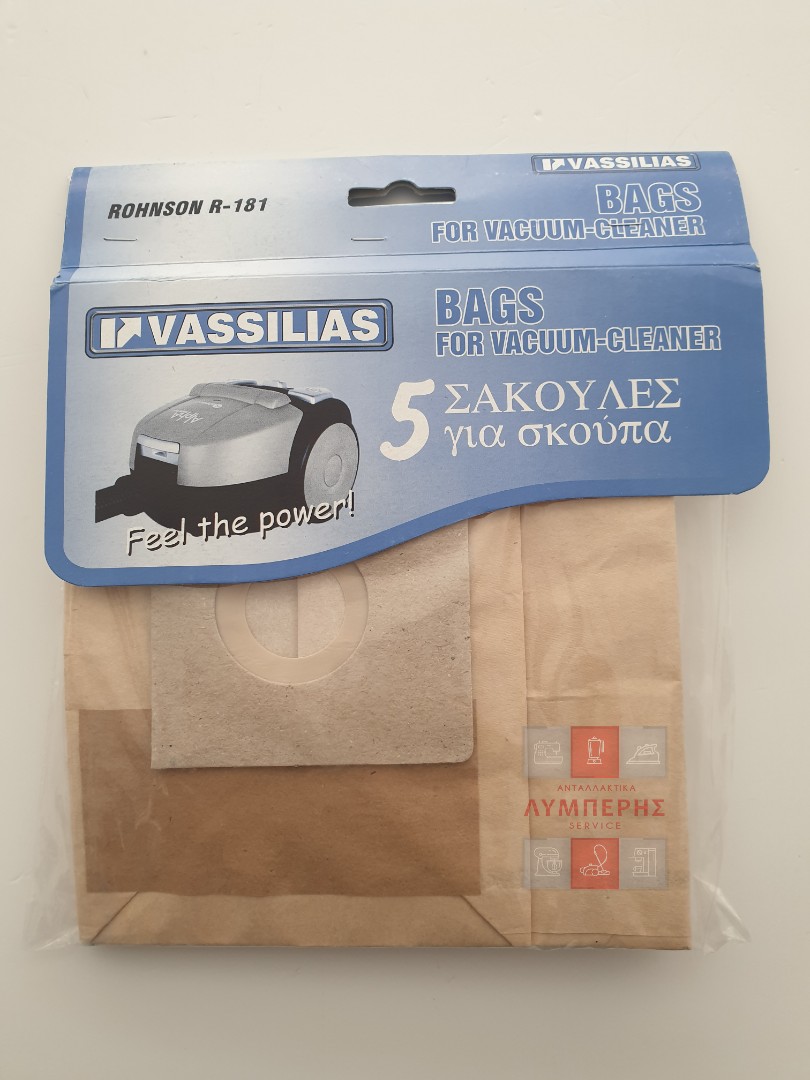 VASSILIAS
ROHNSON R-181
BAGS
FOR VACUUM-CLEANER
VASSILIAS
BAGS
FOR VACUUM-CLEANER
5 ΣΑΚΟΥΛΕΣ
για σκούπα
Alpha
Feel the power!
ΑΝΤΑΛΛΑΚΤΙΚΑ
ΛΥΜΠΕΡΗΣ
SERVICE